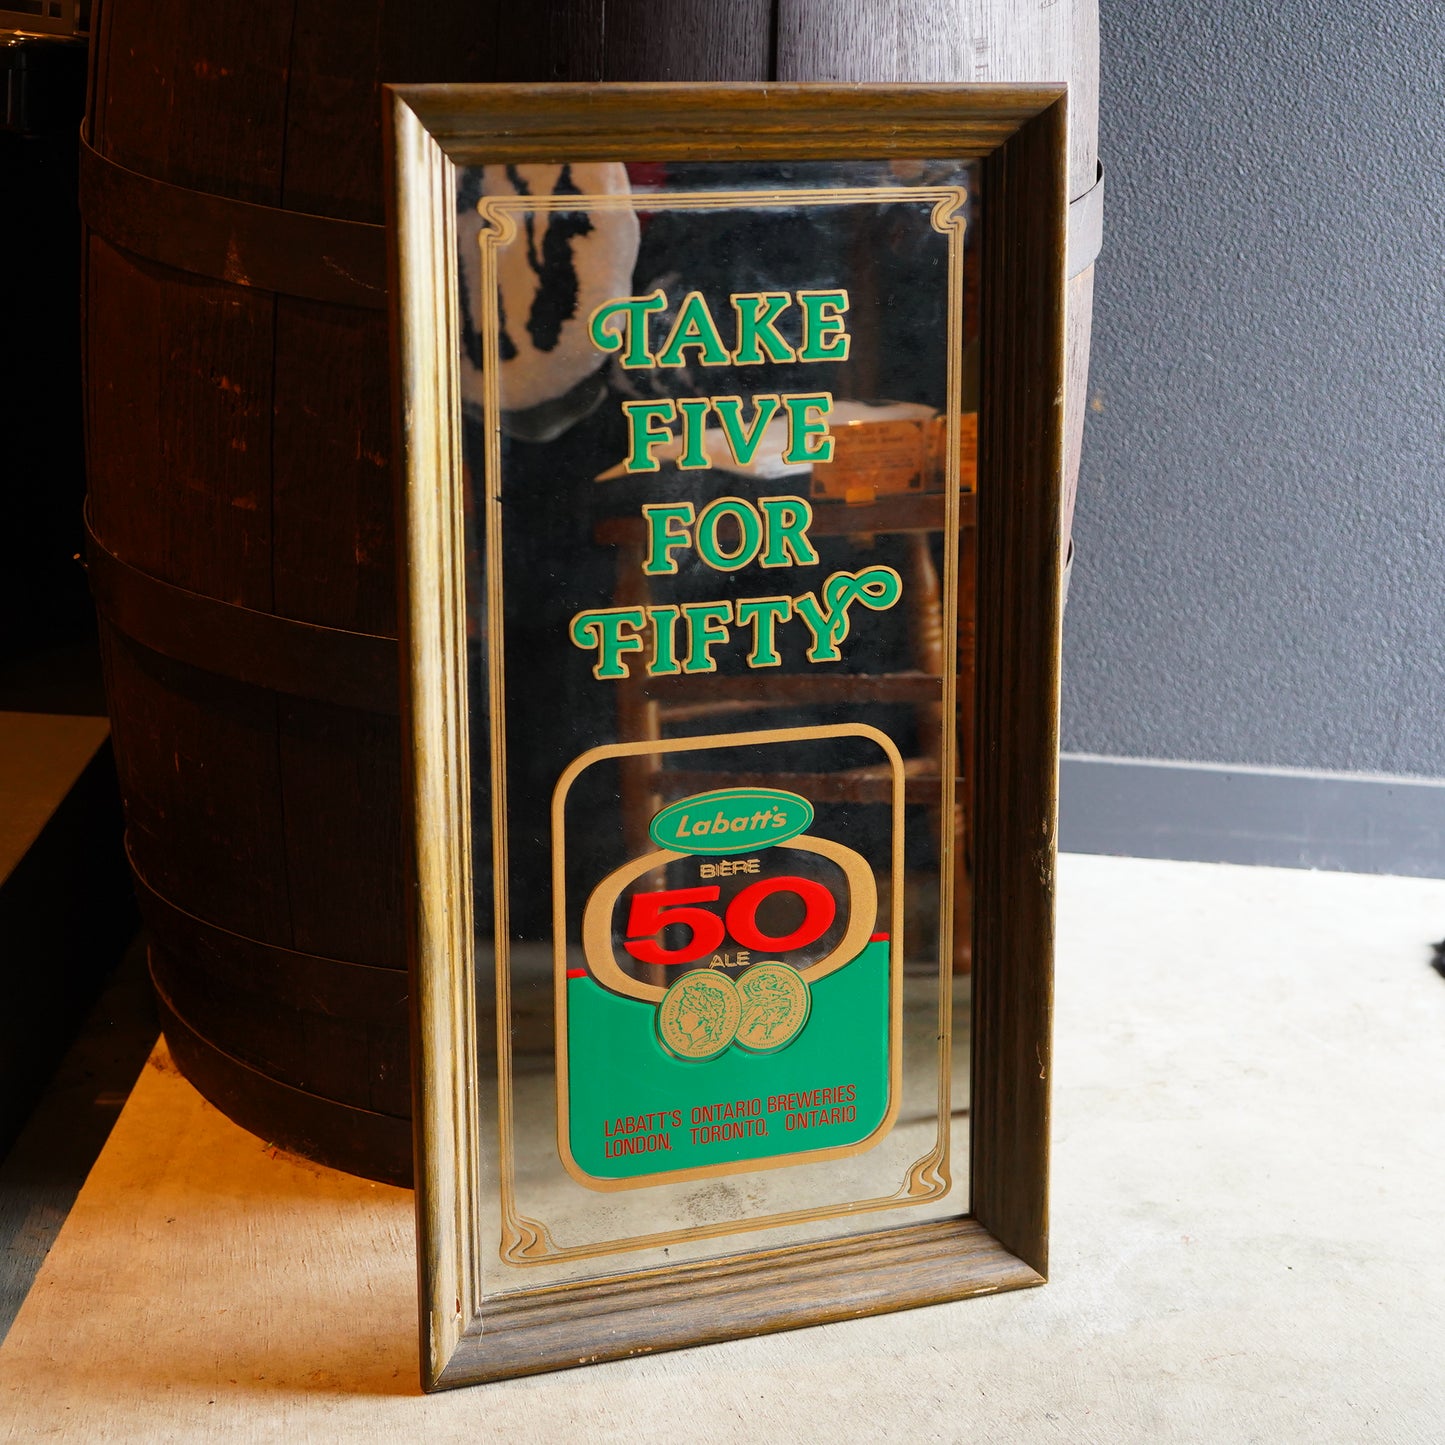 TAKE
FIVE
FOR
FIFTY
Labatt's
BIÈRE
50
ALE
LABATT'S ONTARIO BREWERIES
LONDON, TORONTO, ONTARIO